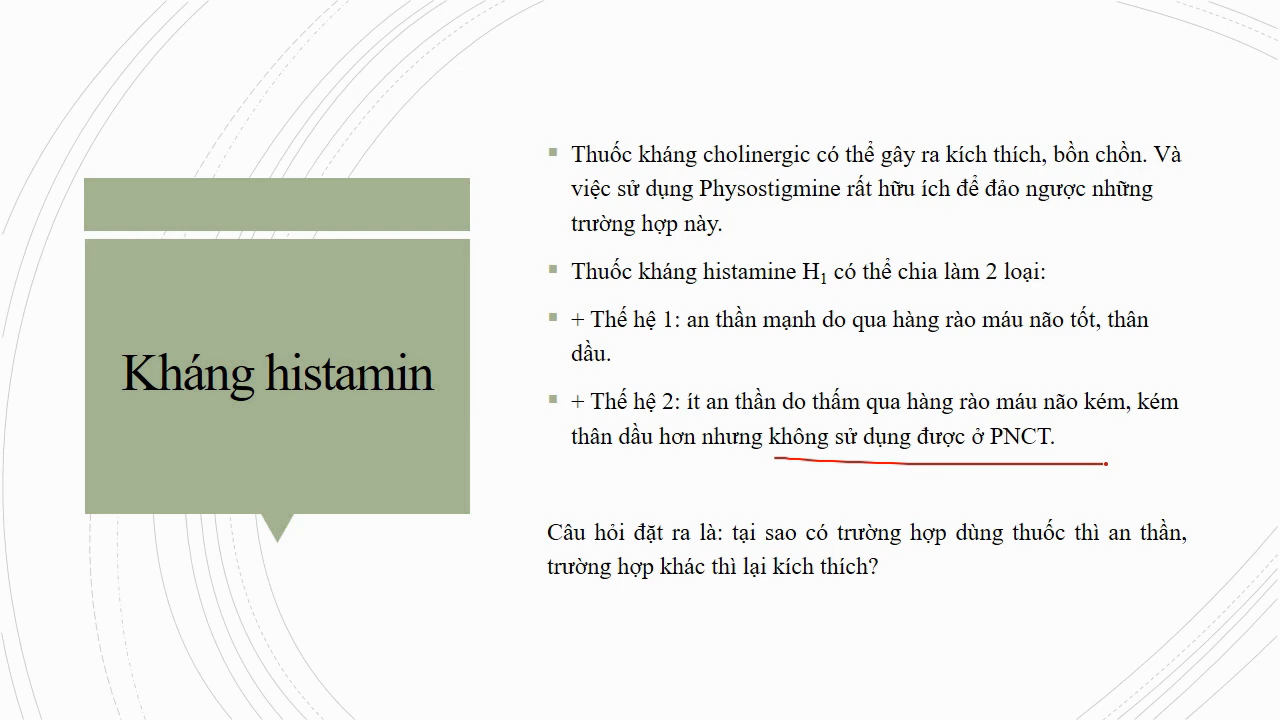 Kháng histamin
Thuốc kháng cholinergic có thể gây ra kích thích, bồn chồn. Và
việc sử dụng Physostigmine rất hữu ích để đảo ngược những
trường hợp này.
Thuốc kháng histamine H₁ có thể chia làm 2 loại:
+ Thế hệ 1: an thần mạnh do qua hàng rào máu não tốt, thân
dầu.
+ Thế hệ 2: ít an thần do thấm qua hàng rào máu não kém, kém
thân dầu hơn nhưng không sử dụng được ở PNCT.
Câu hỏi đặt ra là: tại sao có trường hợp dùng thuốc thì an thần,
trường hợp khác thì lại kích thích?